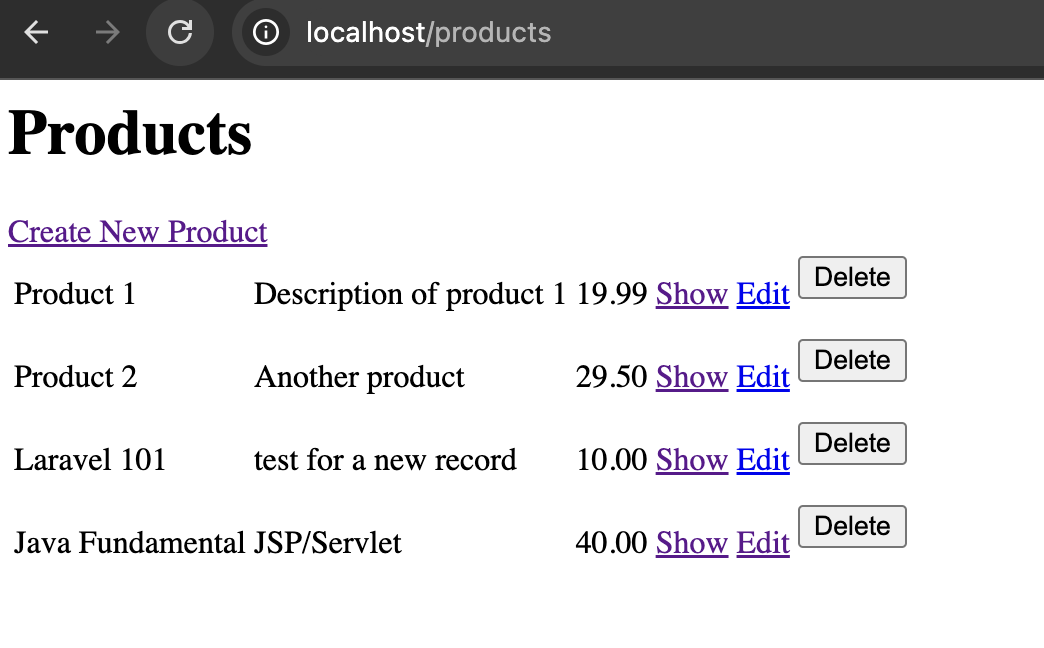 localhost/products
Products
Create New Product
Product 1 Description of product 1 19.99 Show Edit Delete
Product 2 Another product 29.50 Show Edit Delete
Laravel 101 test for a new record 10.00 Show Edit Delete
Java Fundamental JSP/Servlet 40.00 Show Edit Delete